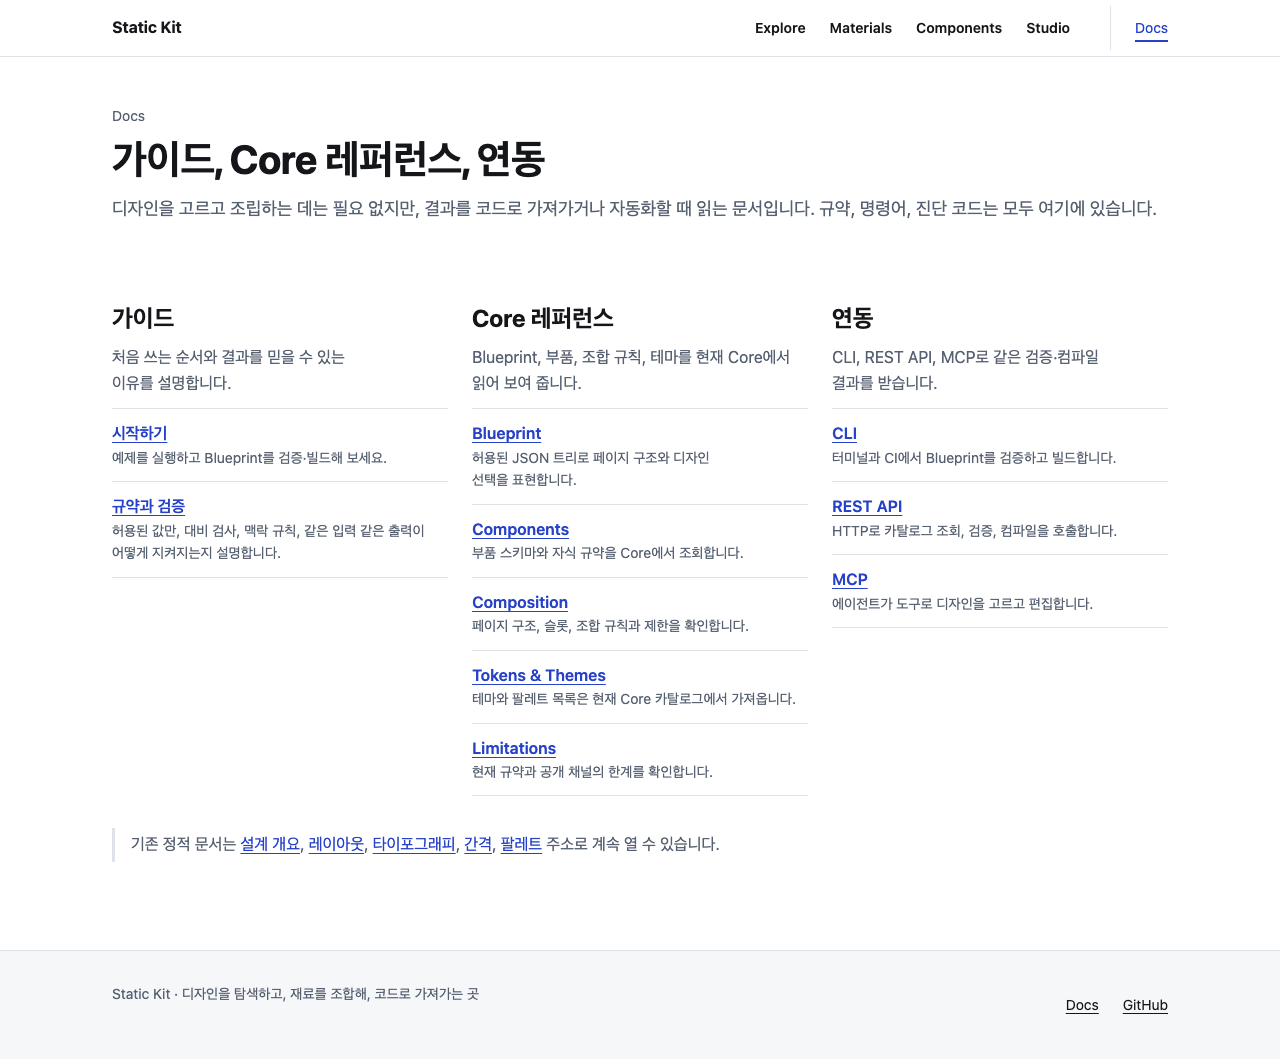 Static Kit
Explore Materials Components Studio Docs
Docs
가이드, Core 레퍼런스, 연동
디자인을 고르고 조립하는 데는 필요 없지만, 결과를 코드로 가져가거나 자동화할 때 읽는 문서입니다. 규약, 명령어, 진단 코드는 모두 여기에 있습니다.
가이드
처음 쓰는 순서와 결과를 믿을 수 있는
이유를 설명합니다.
시작하기
예제를 실행하고 Blueprint를 검증·빌드해 보세요.
규약과 검증
허용된 값만, 대비 검사, 맥락 규칙, 같은 입력 같은 출력이
어떻게 지켜지는지 설명합니다.
Core 레퍼런스
Blueprint, 부품, 조합 규칙, 테마를 현재 Core에서
읽어 보여 줍니다.
Blueprint
허용된 JSON 트리로 페이지 구조와 디자인
선택을 표현합니다.
Components
부품 스키마와 자식 규약을 Core에서 조회합니다.
Composition
페이지 구조, 슬롯, 조합 규칙과 제한을 확인합니다.
Tokens & Themes
테마와 팔레트 목록은 현재 Core 카탈로그에서 가져옵니다.
Limitations
현재 규약과 공개 채널의 한계를 확인합니다.
연동
CLI, REST API, MCP로 같은 검증·컴파일
결과를 받습니다.
CLI
터미널과 CI에서 Blueprint를 검증하고 빌드합니다.
REST API
HTTP로 카탈로그 조회, 검증, 컴파일을 호출합니다.
MCP
에이전트가 도구로 디자인을 고르고 편집합니다.
기존 정적 문서는 설계 개요, 레이아웃, 타이포그래피, 간격, 팔레트 주소로 계속 열 수 있습니다.
Static Kit · 디자인을 탐색하고, 재료를 조합해, 코드로 가져가는 곳
Docs GitHub